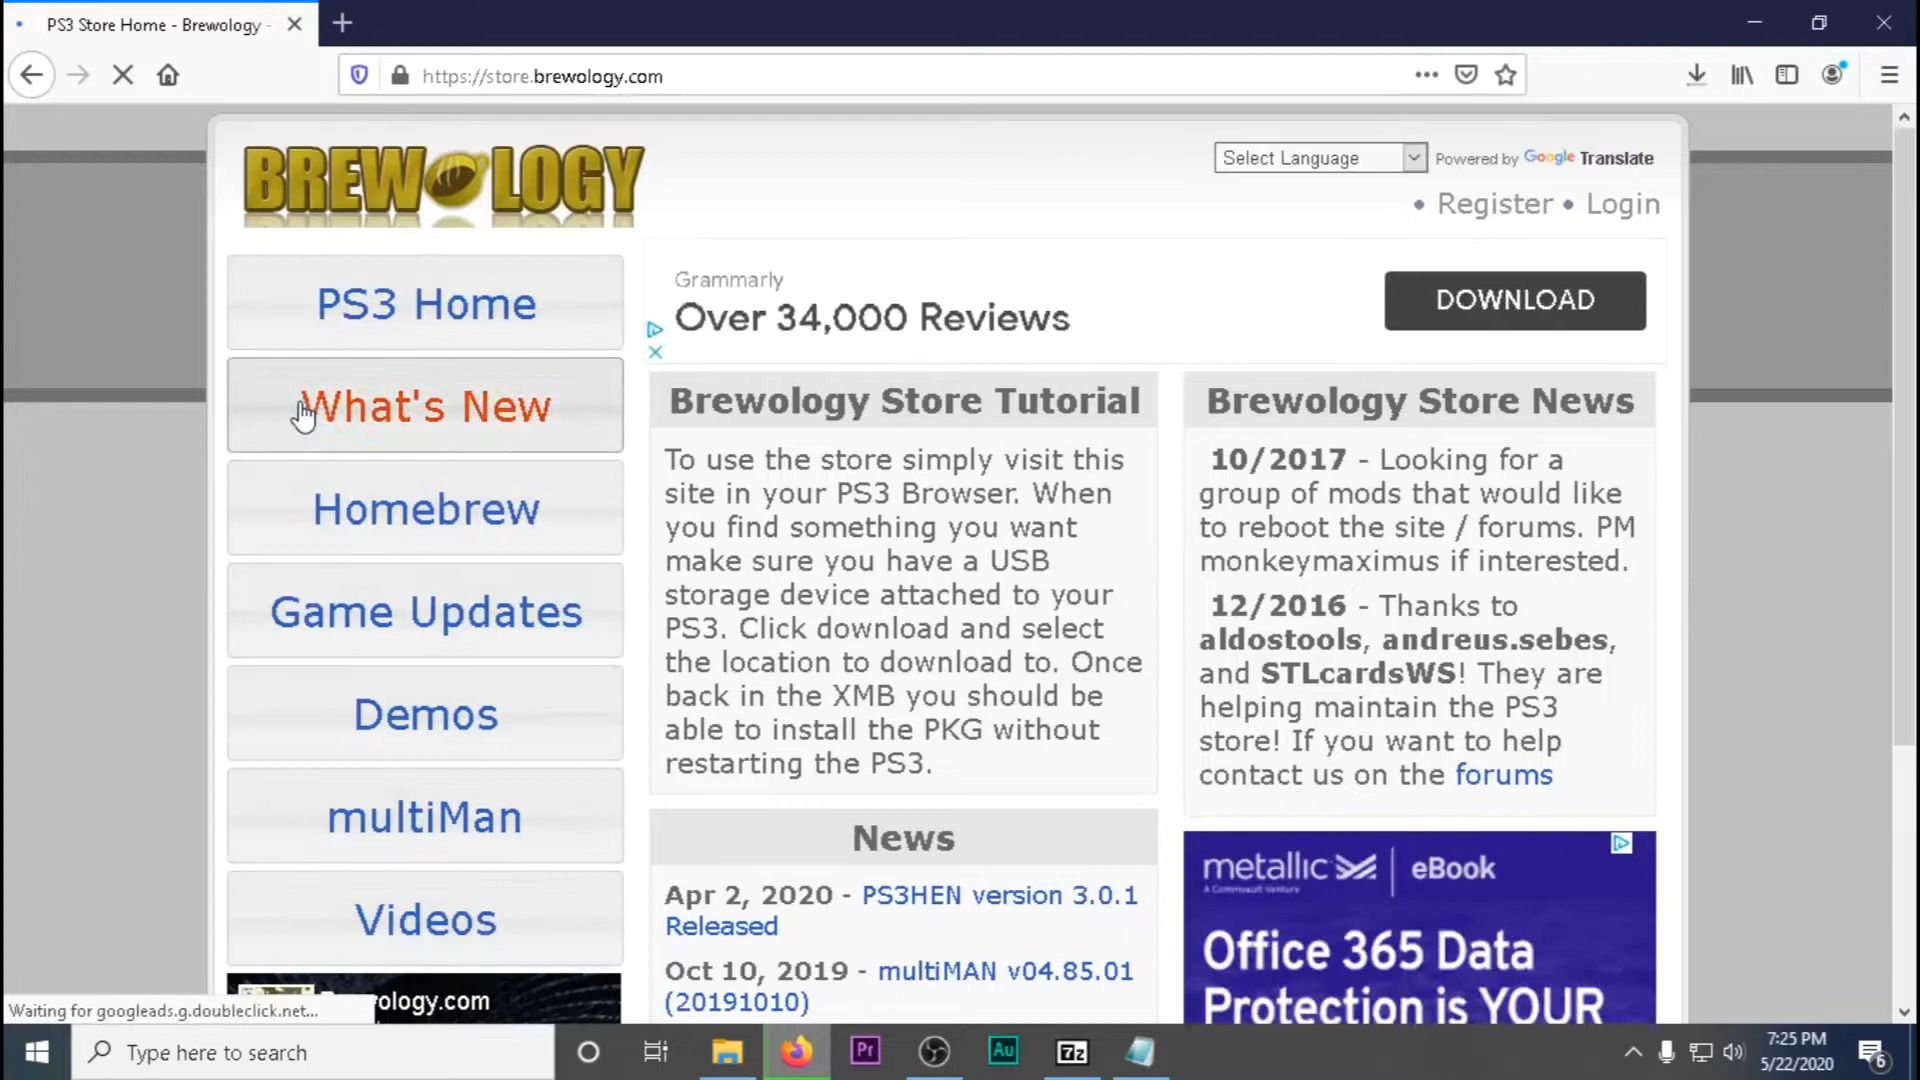 PS3 Store Home - Brewology -
https://store.brewology.com
BREWOLOGY
Select Language
Powered by Google Translate
• Register • Login
PS3 Home
What's New
Homebrew
Game Updates
Demos
multiMan
Videos
Grammarly
Over 34,000 Reviews
DOWNLOAD
Brewology Store Tutorial
To use the store simply visit this
site in your PS3 Browser. When
you find something you want
make sure you have a USB
storage device attached to your
PS3. Click download and select
the location to download to. Once
back in the XMB you should be
able to install the PKG without
restarting the PS3.
Brewology Store News
10/2017 - Looking for a
group of mods that would like
to reboot the site / forums. PM
monkeymaximus if interested.
12/2016 - Thanks to
aldostools, andreus.sebes,
and STLcardsWS! They are
helping maintain the PS3
store! If you want to help
contact us on the forums
News
Apr 2, 2020 - PS3HEN version 3.0.1
Released
Oct 10, 2019 - multiMAN v04.85.01
(20191010)
metallic eBook
A Commvault Venture
Office 365 Data
Protection is YOUR
ology.com
Waiting for googleads.g.doubleclick.net...
Type here to search
Pr
Au
7z
7:25 PM
5/22/2020
6